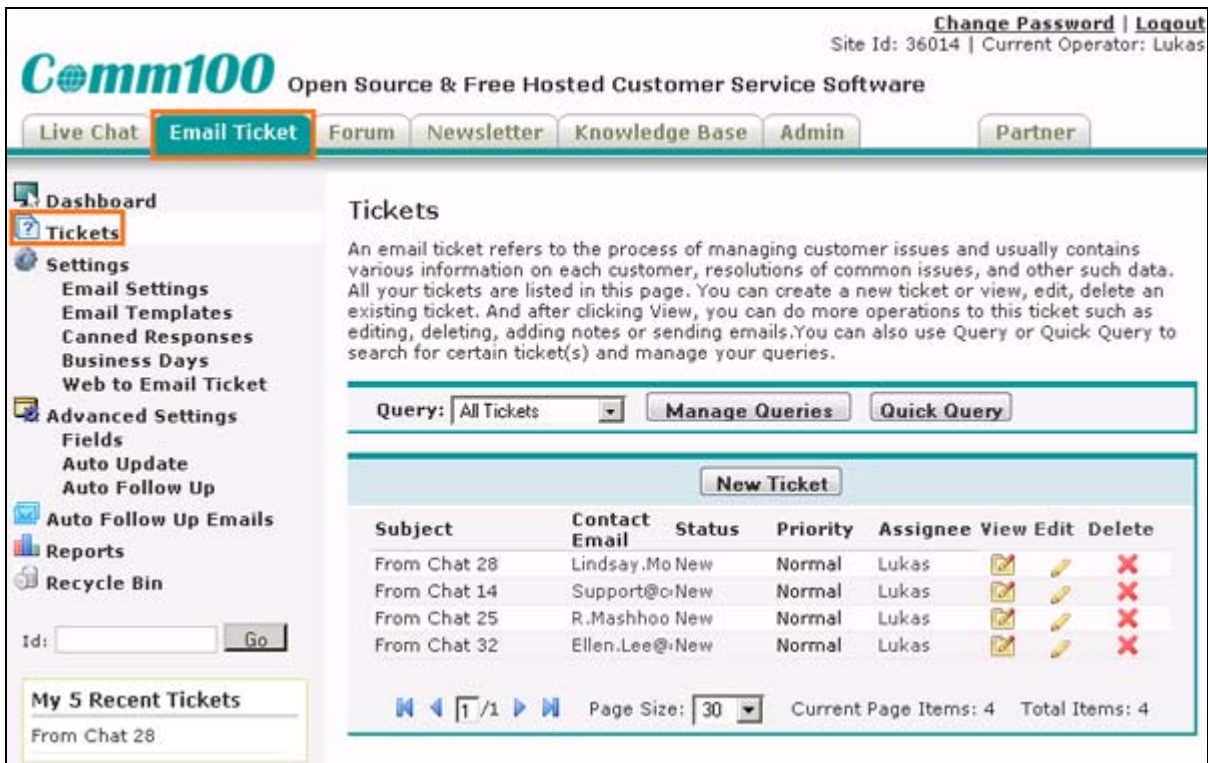 Change Password | Logout
Site Id: 36014 | Current Operator: Lukas
Comm100 Open Source & Free Hosted Customer Service Software
Live Chat Email Ticket Forum Newsletter Knowledge Base Admin Partner
Dashboard
Tickets
Settings
Email Settings
Email Templates
Canned Responses
Business Days
Web to Email Ticket
Advanced Settings
Fields
Auto Update
Auto Follow Up
Auto Follow Up Emails
Reports
Recycle Bin
Id: Go
My 5 Recent Tickets
From Chat 28
Tickets
An email ticket refers to the process of managing customer issues and usually contains
various information on each customer, resolutions of common issues, and other such data.
All your tickets are listed in this page. You can create a new ticket or view, edit, delete an
existing ticket. And after clicking View, you can do more operations to this ticket such as
editing, deleting, adding notes or sending emails.You can also use Query or Quick Query to
search for certain ticket(s) and manage your queries.
Query: All Tickets Manage Queries Quick Query
New Ticket
Subject Contact Email Status Priority Assignee View Edit Delete
From Chat 28 Lindsay.Mo New Normal Lukas
From Chat 14 Support@c New Normal Lukas
From Chat 25 R.Mashhoo New Normal Lukas
From Chat 32 Ellen.Lee@ New Normal Lukas
1 /1 Page Size: 30 Current Page Items: 4 Total Items: 4